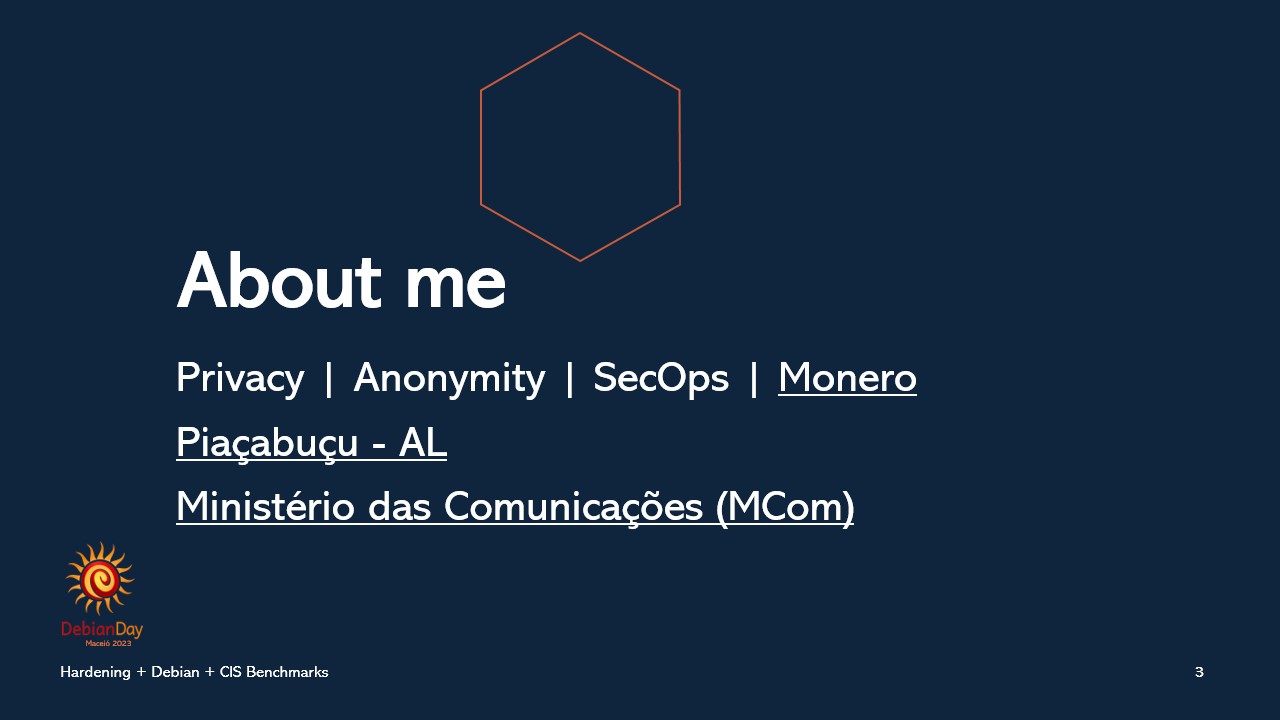 About me
Privacy | Anonymity | SecOps | Monero
Piaçabuçu - AL
Ministério das Comunicações (MCom)
DebianDay
Maceió 2023
Hardening + Debian + CIS Benchmarks
3